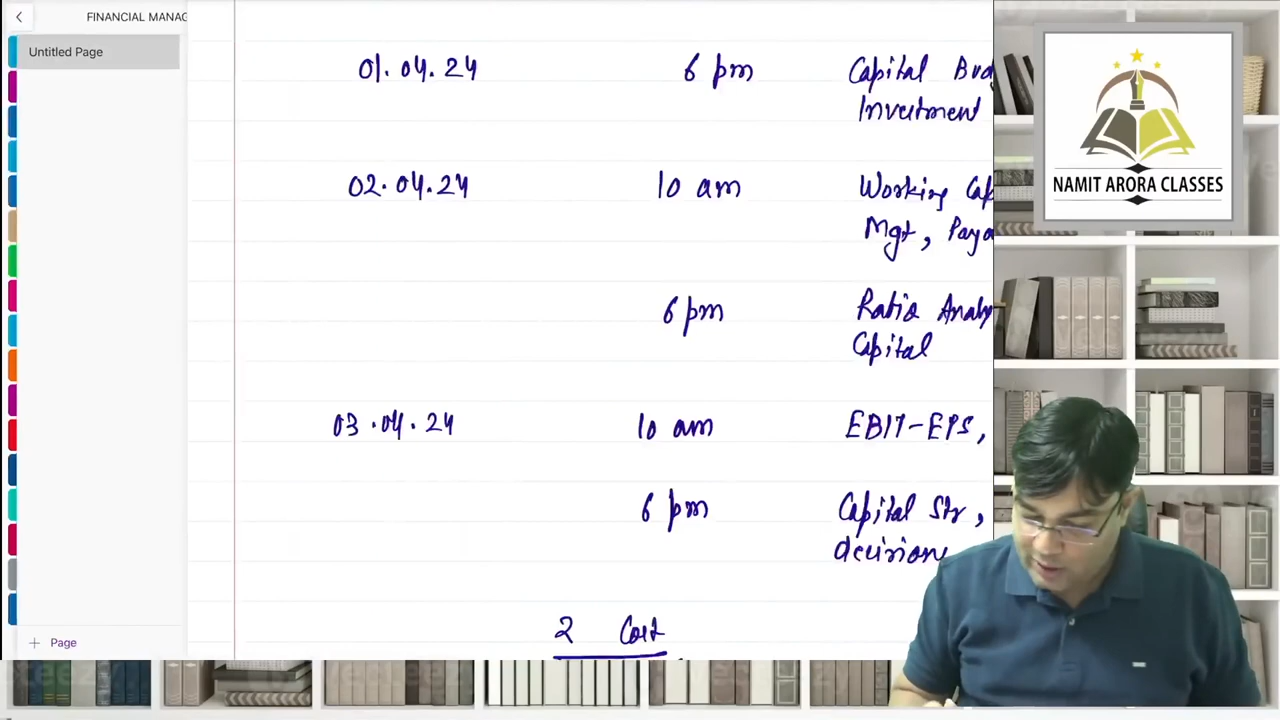 FINANCIAL MANAG
Untitled Page
01.04.24 6 pm Capital Bud
Investment
02.04.24 10 am Working Cap
Mgt, Payo
6 pm Ratio Analy
Capital
03.04.24 10 am EBIT-EPS,
6 pm Capital Str,
decisions
2 Cost
+ Page
NAMIT ARORA CLASSES